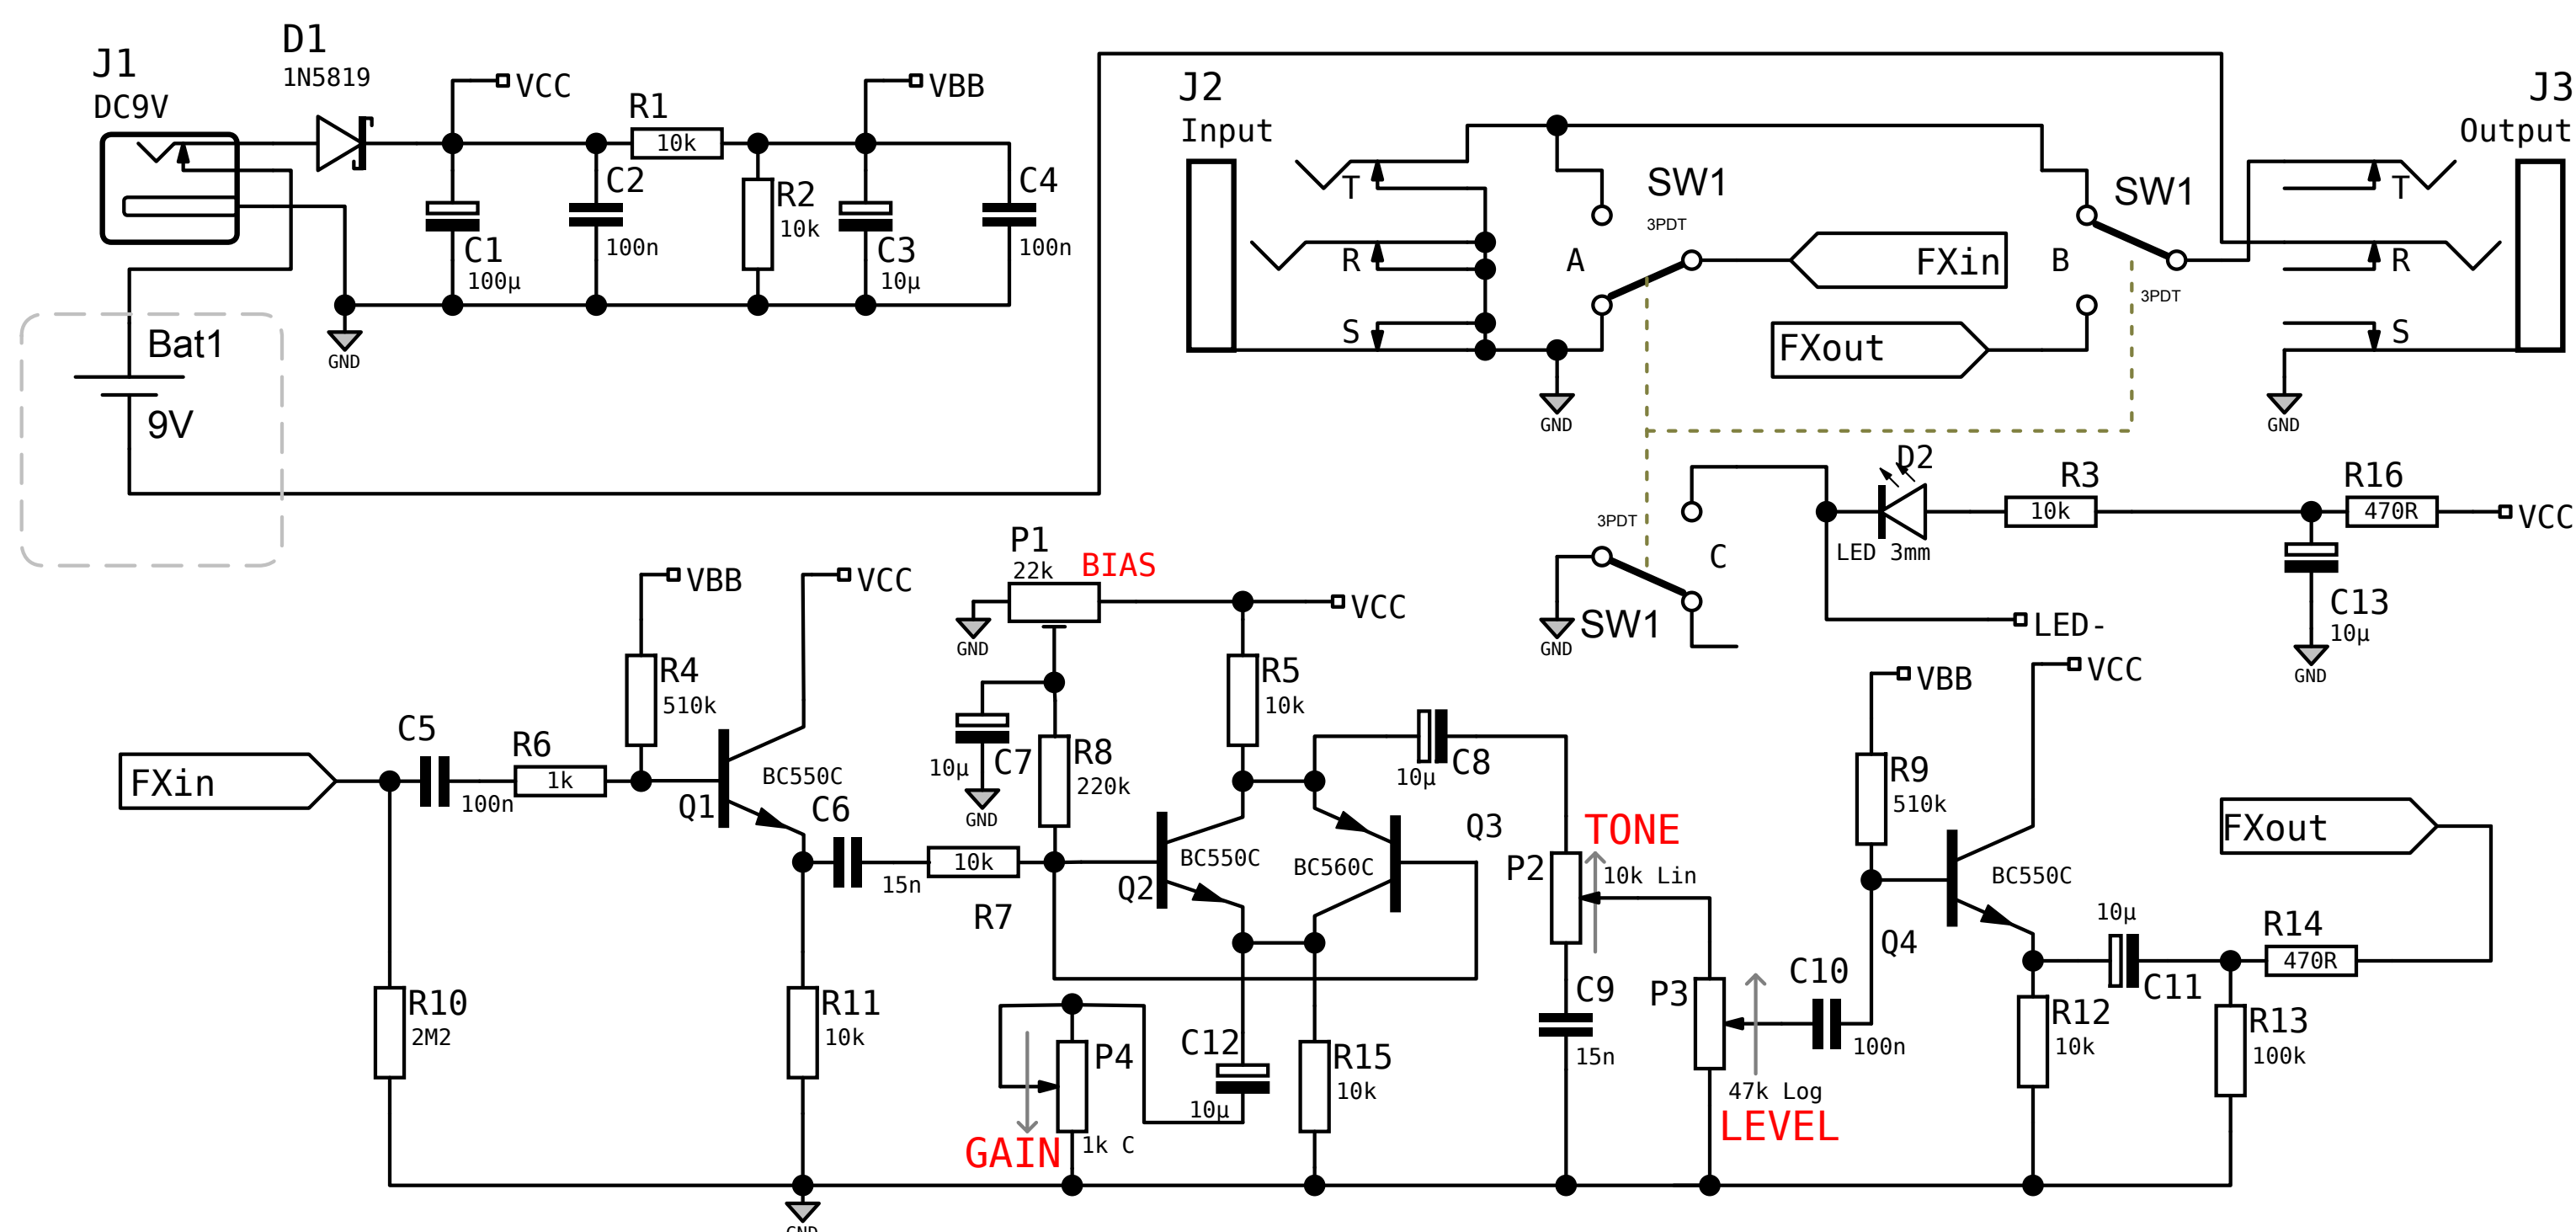 J1
DC9V
D1
1N5819
VCC
R1
10k
VBB
C1
100µ
C2
100n
R2
10k
C3
10µ
C4
100n
GND
Bat1
9V
J2
Input
T
R
S
A
SW1
3PDT
FXin
FXout
GND
B
SW1
3PDT
J3
Output
T
R
S
GND
3PDT
C
SW1
GND
D2
LED 3mm
R3
10k
R16
470R
VCC
C13
10µ
GND
LED-
FXin
C5
100n
R6
1k
VBB
R4
510k
VCC
BC550C
Q1
C6
15n
R10
2M2
R11
10k
GND
P1
22k
BIAS
GND
VCC
C7
10µ
GND
R8
220k
10k
R7
R5
10k
BC550C
Q2
BC560C
Q3
C8
10µ
P4
1k C
GAIN
C12
10µ
R15
10k
TONE
P2
10k Lin
C9
15n
P3
47k Log
LEVEL
C10
100n
VBB
R9
510k
VCC
BC550C
Q4
10µ
C11
R12
10k
R14
470R
R13
100k
FXout